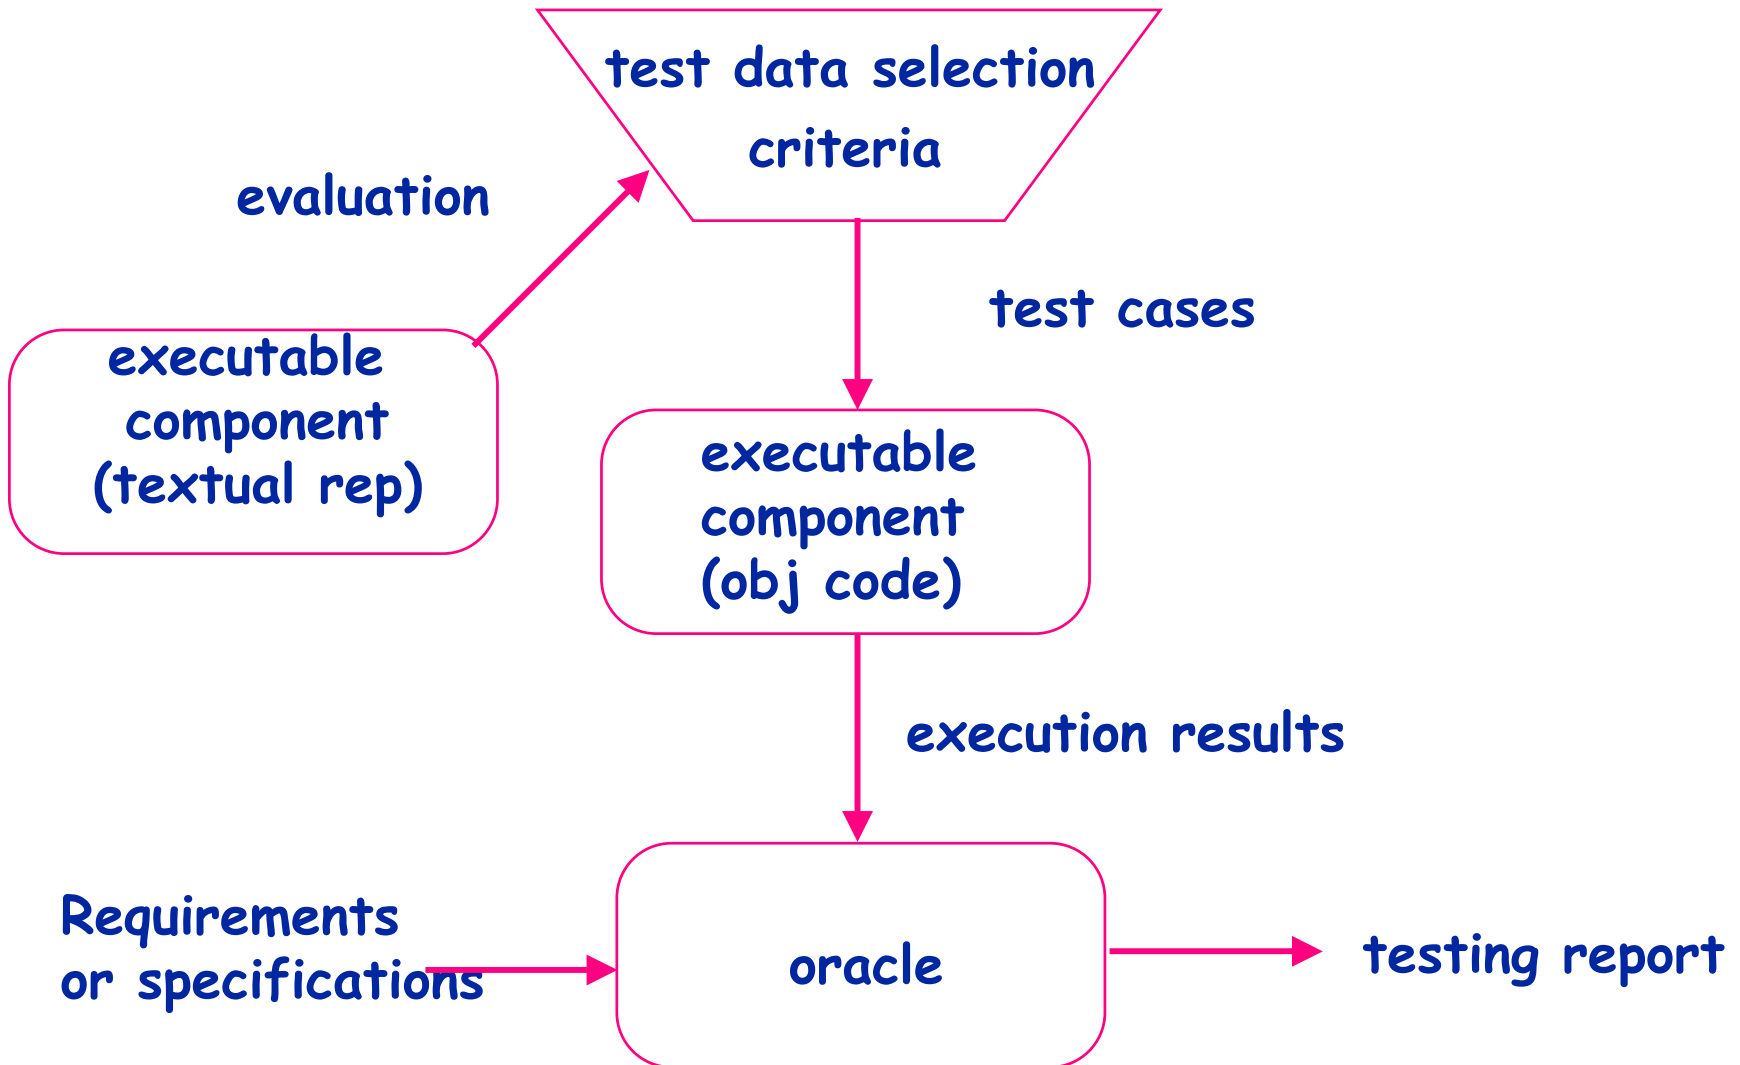 test data selection
criteria
evaluation
test cases
executable
component
(textual rep)
executable
component
(obj code)
execution results
Requirements
or specifications
oracle
testing report